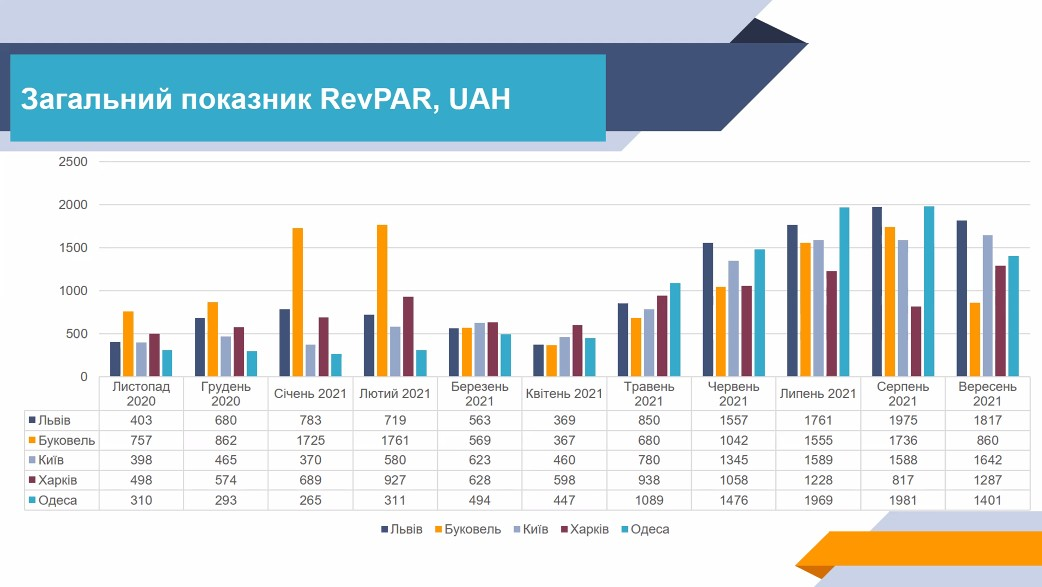 Загальний показник RevPAR, UAH
2500
2000
1500
1000
500
0
Листопад 2020 Грудень 2020 Січень 2021 Лютий 2021 Березень 2021 Квітень 2021 Травень 2021 Червень 2021 Липень 2021 Серпень 2021 Вересень 2021
Львів 403 680 783 719 563 369 850 1557 1761 1975 1817
Буковель 757 862 1725 1761 569 367 680 1042 1555 1736 860
Київ 398 465 370 580 623 460 780 1345 1589 1588 1642
Харків 498 574 689 927 628 598 938 1058 1228 817 1287
Одеса 310 293 265 311 494 447 1089 1476 1969 1981 1401
Львів Буковель Київ Харків Одеса